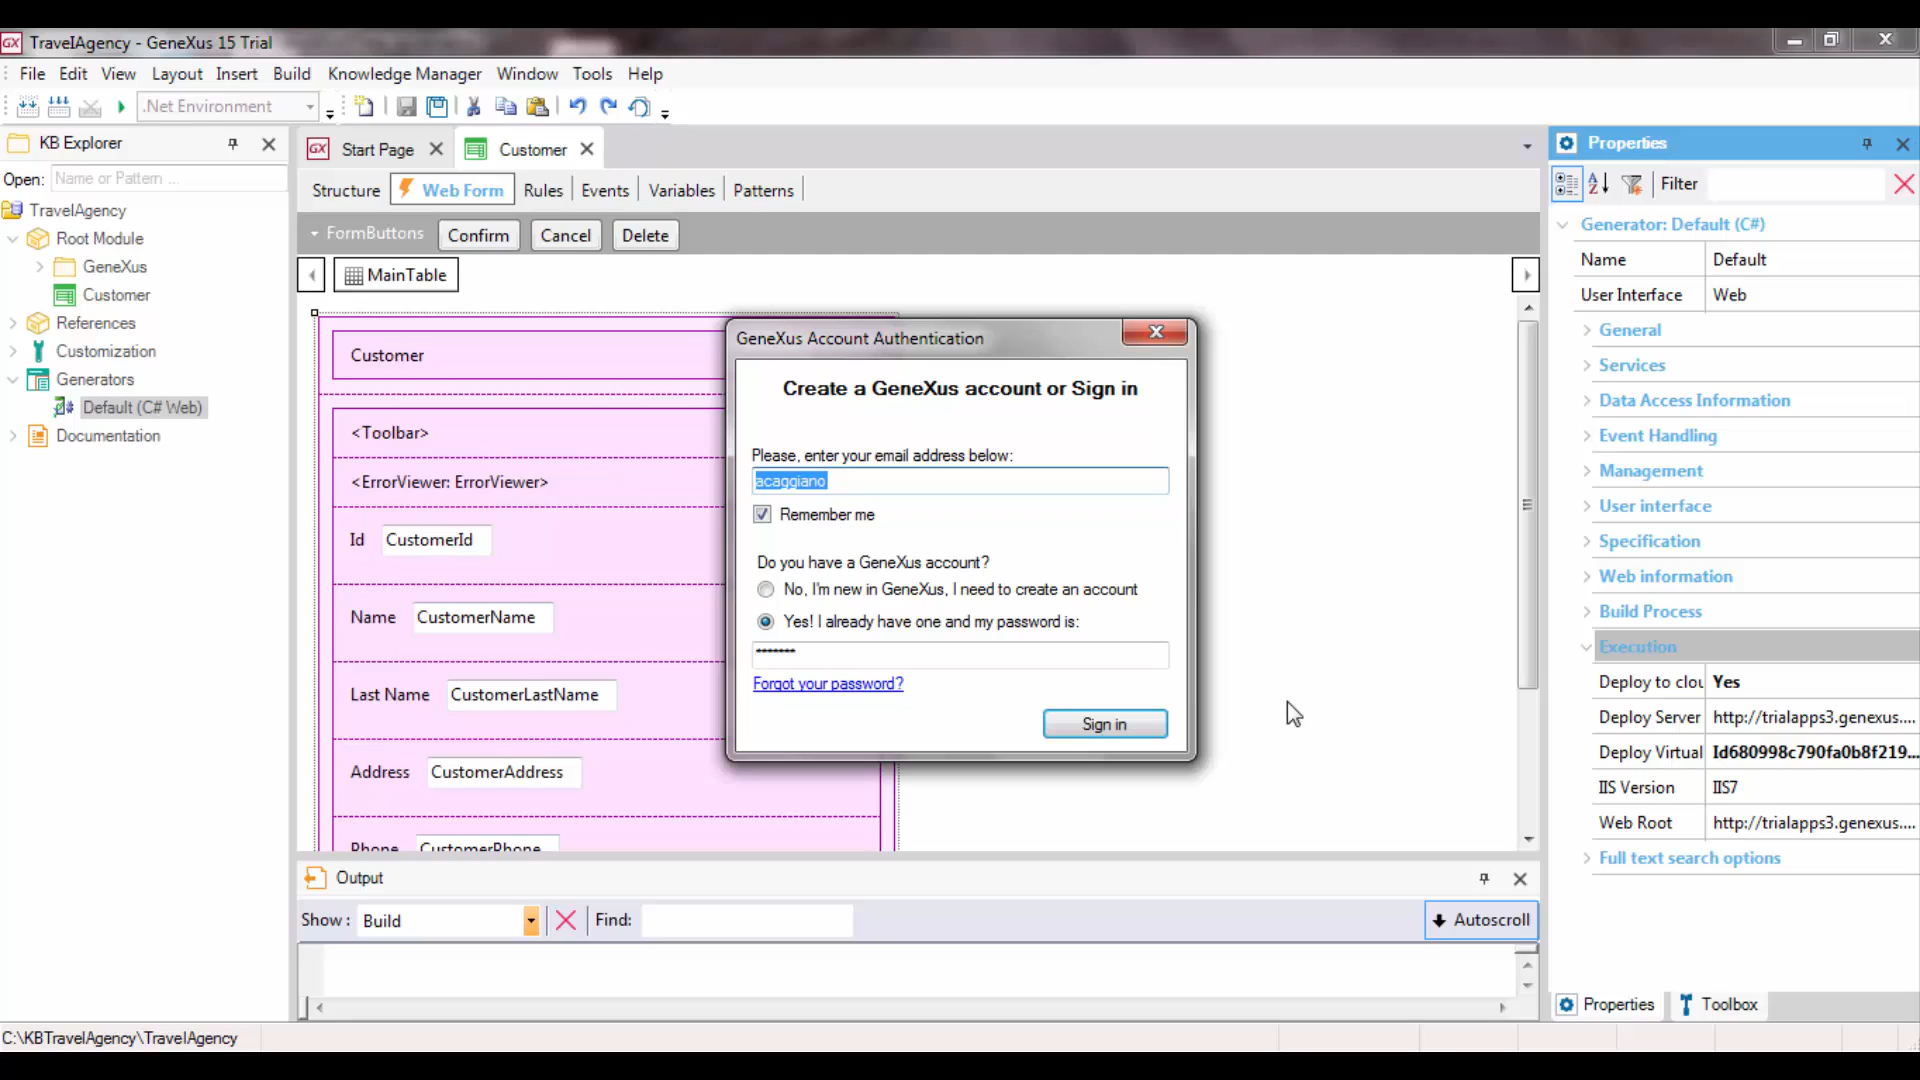 GX TravelAgency - GeneXus 15 Trial
File Edit View Layout Insert Build Knowledge Manager Window Tools Help
.Net Environment
KB Explorer
Open: Name or Pattern ...
TravelAgency
Root Module
GeneXus
Customer
References
Customization
Generators
Default (C# Web)
Documentation
GX Start Page Customer
Structure Web Form Rules Events Variables Patterns
FormButtons Confirm Cancel Delete
MainTable
Customer
<Toolbar>
<ErrorViewer: ErrorViewer>
Id CustomerId
Name CustomerName
Last Name CustomerLastName
Address CustomerAddress
Phone CustomerPhone
GeneXus Account Authentication
Create a GeneXus account or Sign in
Please, enter your email address below:
acaggiano
Remember me
Do you have a GeneXus account?
No, I'm new in GeneXus, I need to create an account
Yes! I already have one and my password is:
*******
Forgot your password?
Sign in
Output
Show : Build Find: Autoscroll
Properties
Filter
Generator: Default (C#)
Name Default
User Interface Web
General
Services
Data Access Information
Event Handling
Management
User interface
Specification
Web information
Build Process
Execution
Deploy to clou Yes
Deploy Server http://trialapps3.genexus....
Deploy Virtual Id680998c790fa0b8f219...
IIS Version IIS7
Web Root http://trialapps3.genexus....
Full text search options
Properties Toolbox
C:\KBTravelAgency\TravelAgency